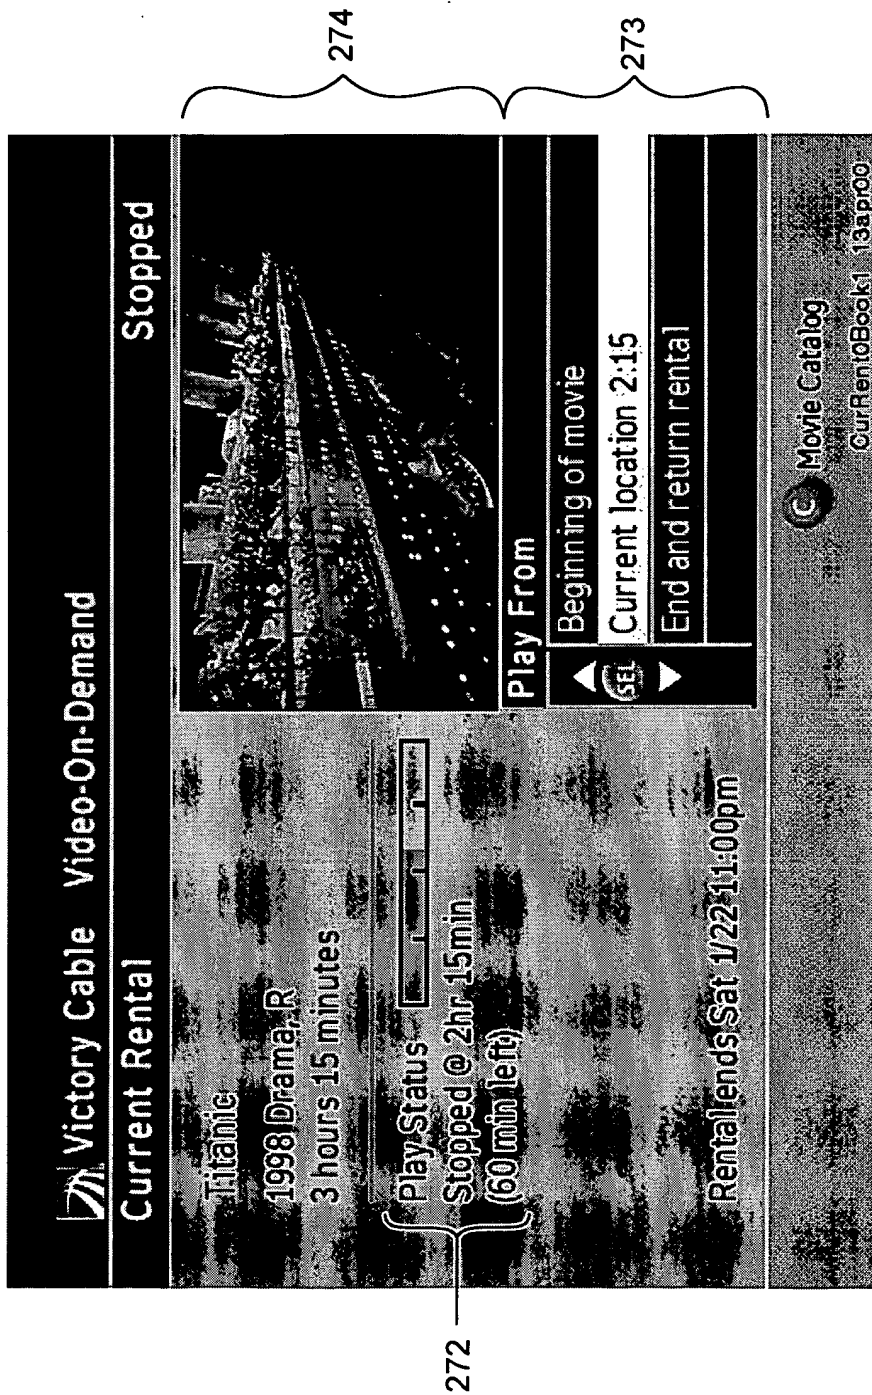 Victory Cable Video-On-Demand
Current Rental
Stopped
Titanic
1998 Drama, R
3 hours 15 minutes
Play Status
Stopped @ 2hr 15min
(60 min left)
Rental ends Sat 1/22 11:00pm
Play From
Beginning of movie
SEL
Current location 2:15
End and return rental
C Movie Catalog
CurRent0Book1 13apr00
272
274
273